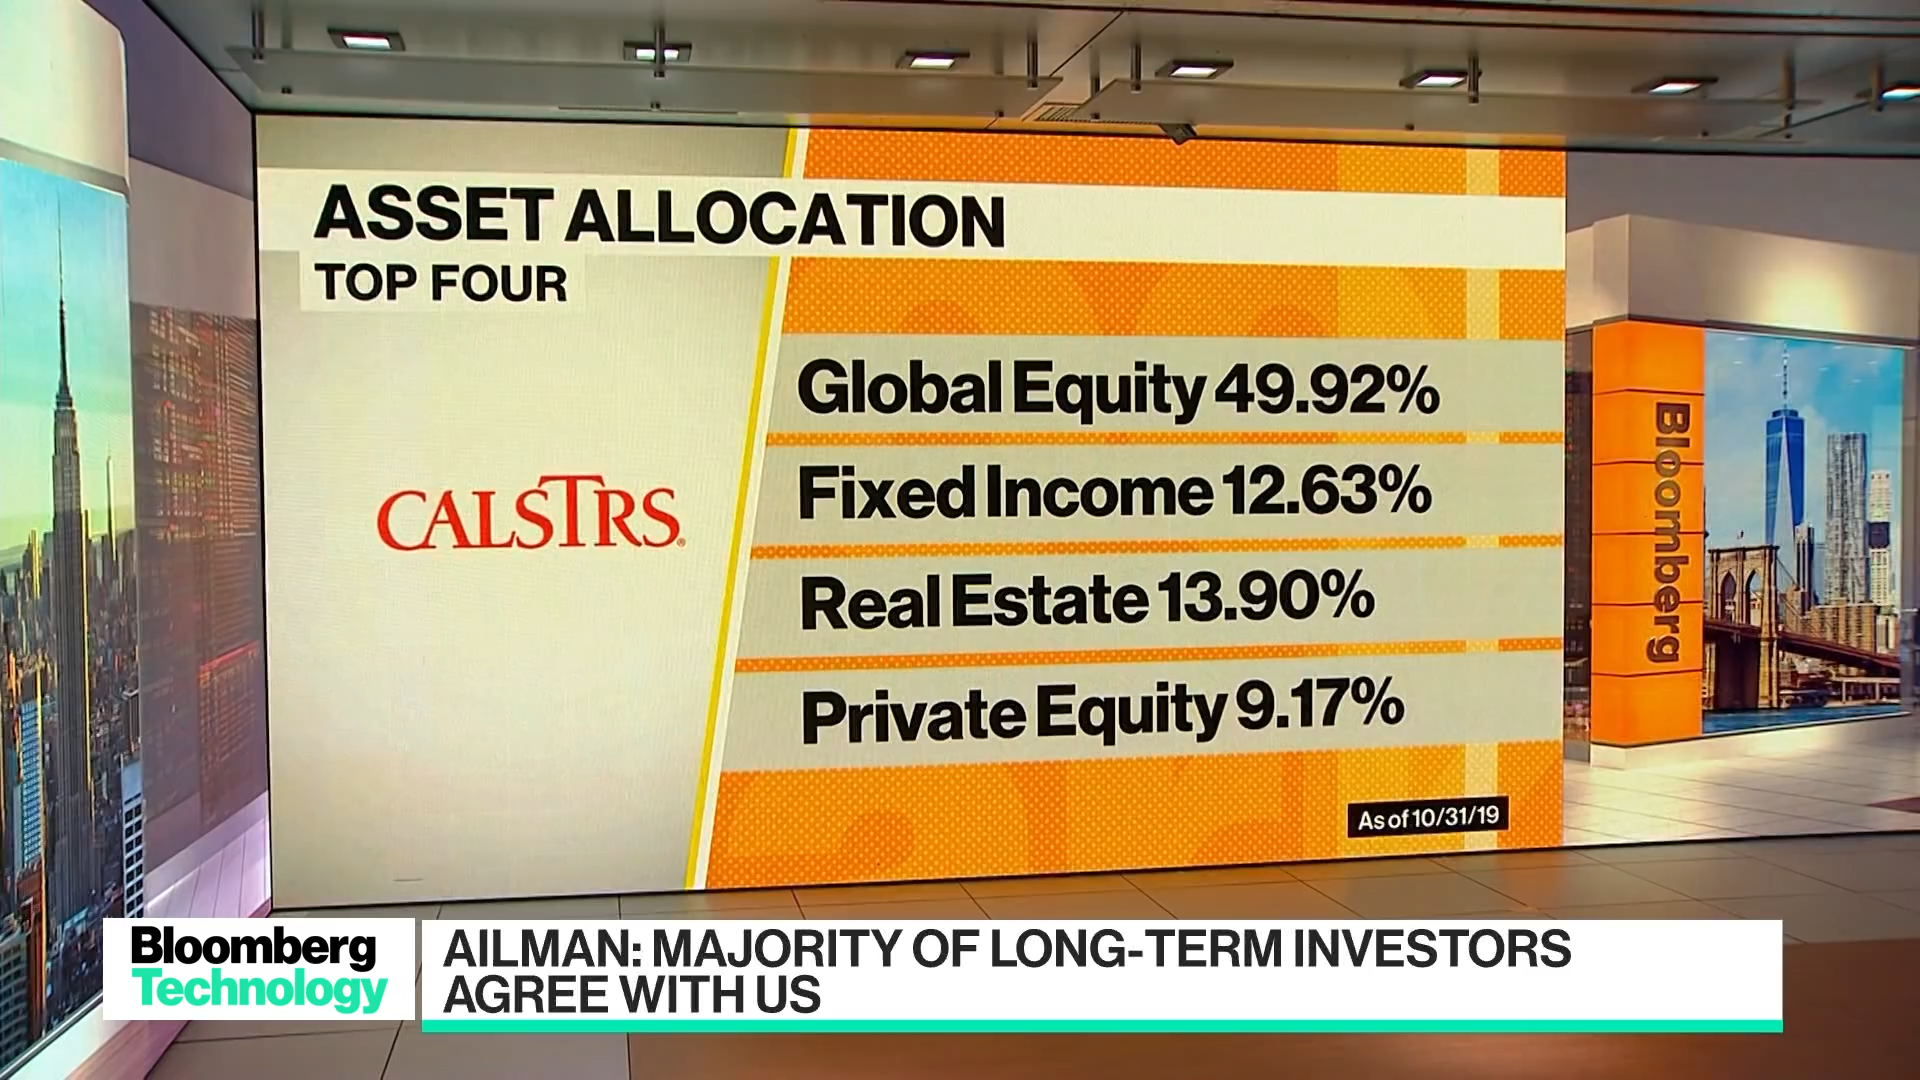 ASSET ALLOCATION
TOP FOUR
CALSTRS®
Global Equity 49.92%
Fixed Income 12.63%
Real Estate 13.90%
Private Equity 9.17%
As of 10/31/19
Bloomberg
Bloomberg
Technology
AILMAN: MAJORITY OF LONG-TERM INVESTORS
AGREE WITH US